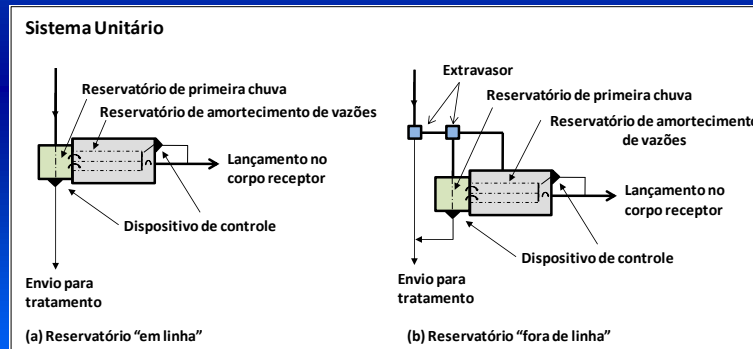 Sistema Unitário
Reservatório de primeira chuva
Reservatório de amortecimento de vazões
Lançamento no
corpo receptor
Dispositivo de controle
Envio para
tratamento
(a) Reservatório “em linha”
Extravasor
Reservatório de primeira chuva
Reservatório de amortecimento
de vazões
Lançamento no
corpo receptor
Dispositivo de controle
Envio para
tratamento
(b) Reservatório “fora de linha”